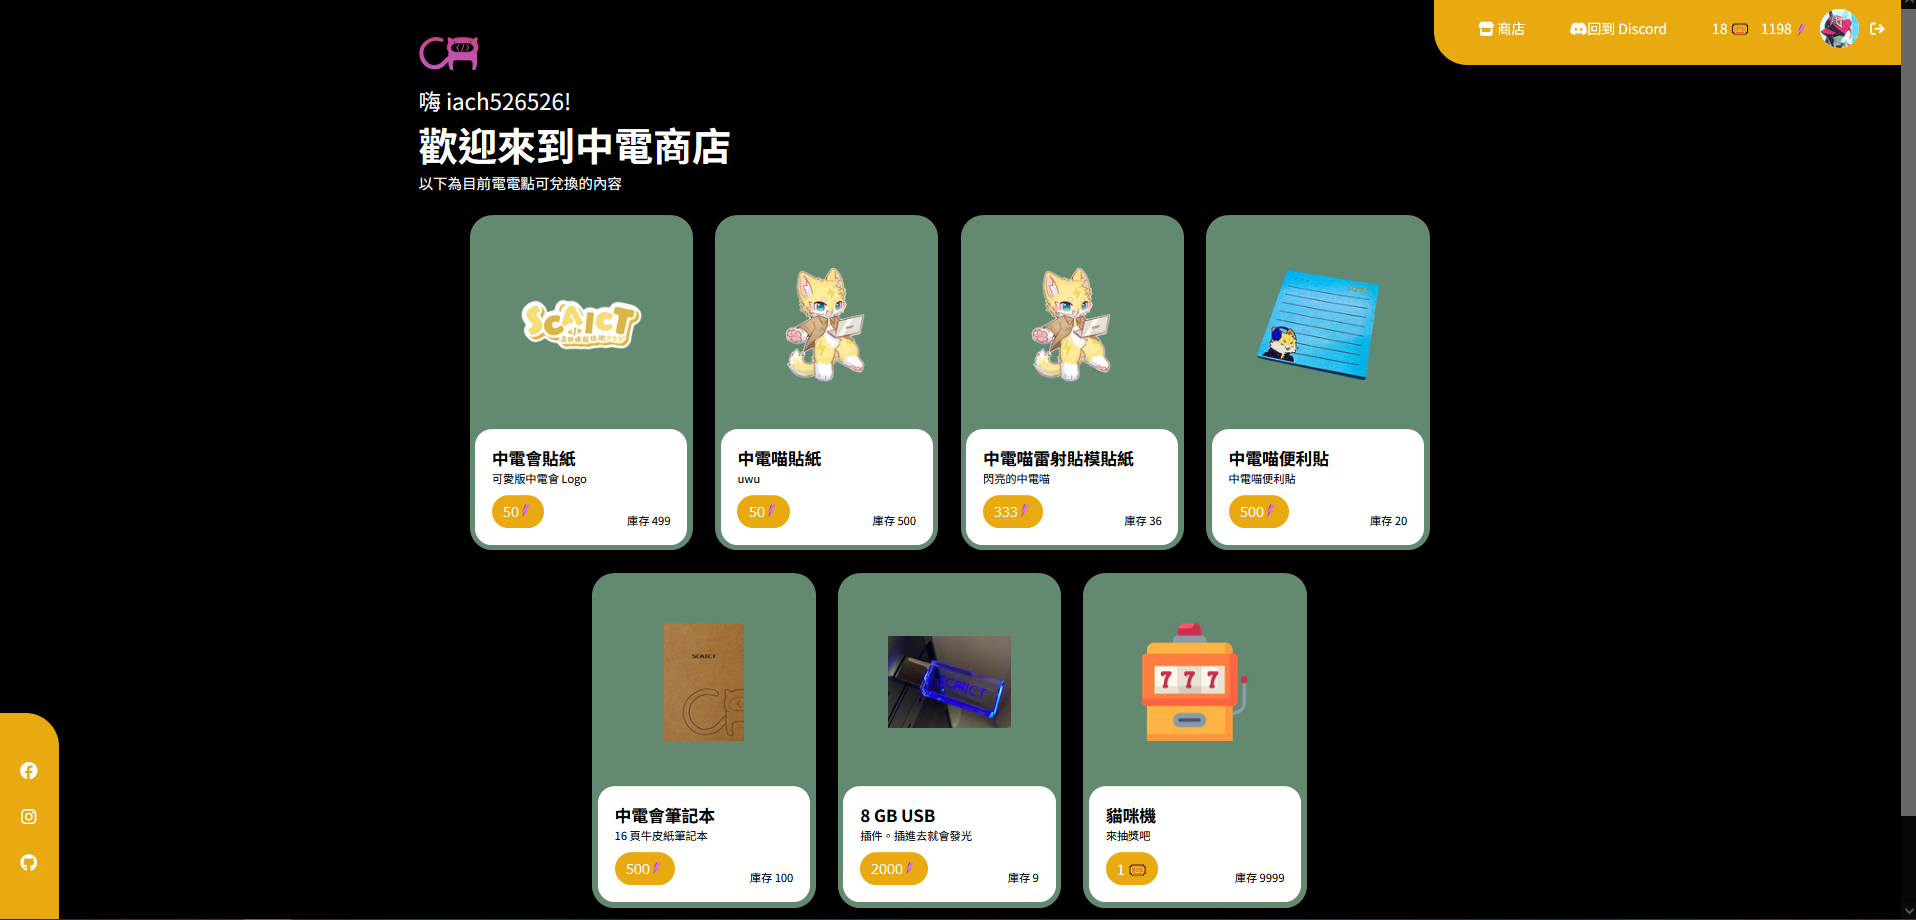 商店
回到 Discord
18
1198
嗨 iach526526!
歡迎來到中電商店
以下為目前電電點可兌換的內容
SCAICT
中電會貼紙
可愛版中電會 Logo
50
庫存 499
中電喵貼紙
uwu
50
庫存 500
中電喵雷射貼模貼紙
閃亮的中電喵
333
庫存 36
中電喵便利貼
中電喵便利貼
500
庫存 20
SCAICT
中電會筆記本
16 頁牛皮紙筆記本
500
庫存 100
SCAICT
8 GB USB
插件。插進去就會發光
2000
庫存 9
777
貓咪機
來抽獎吧
1
庫存 9999